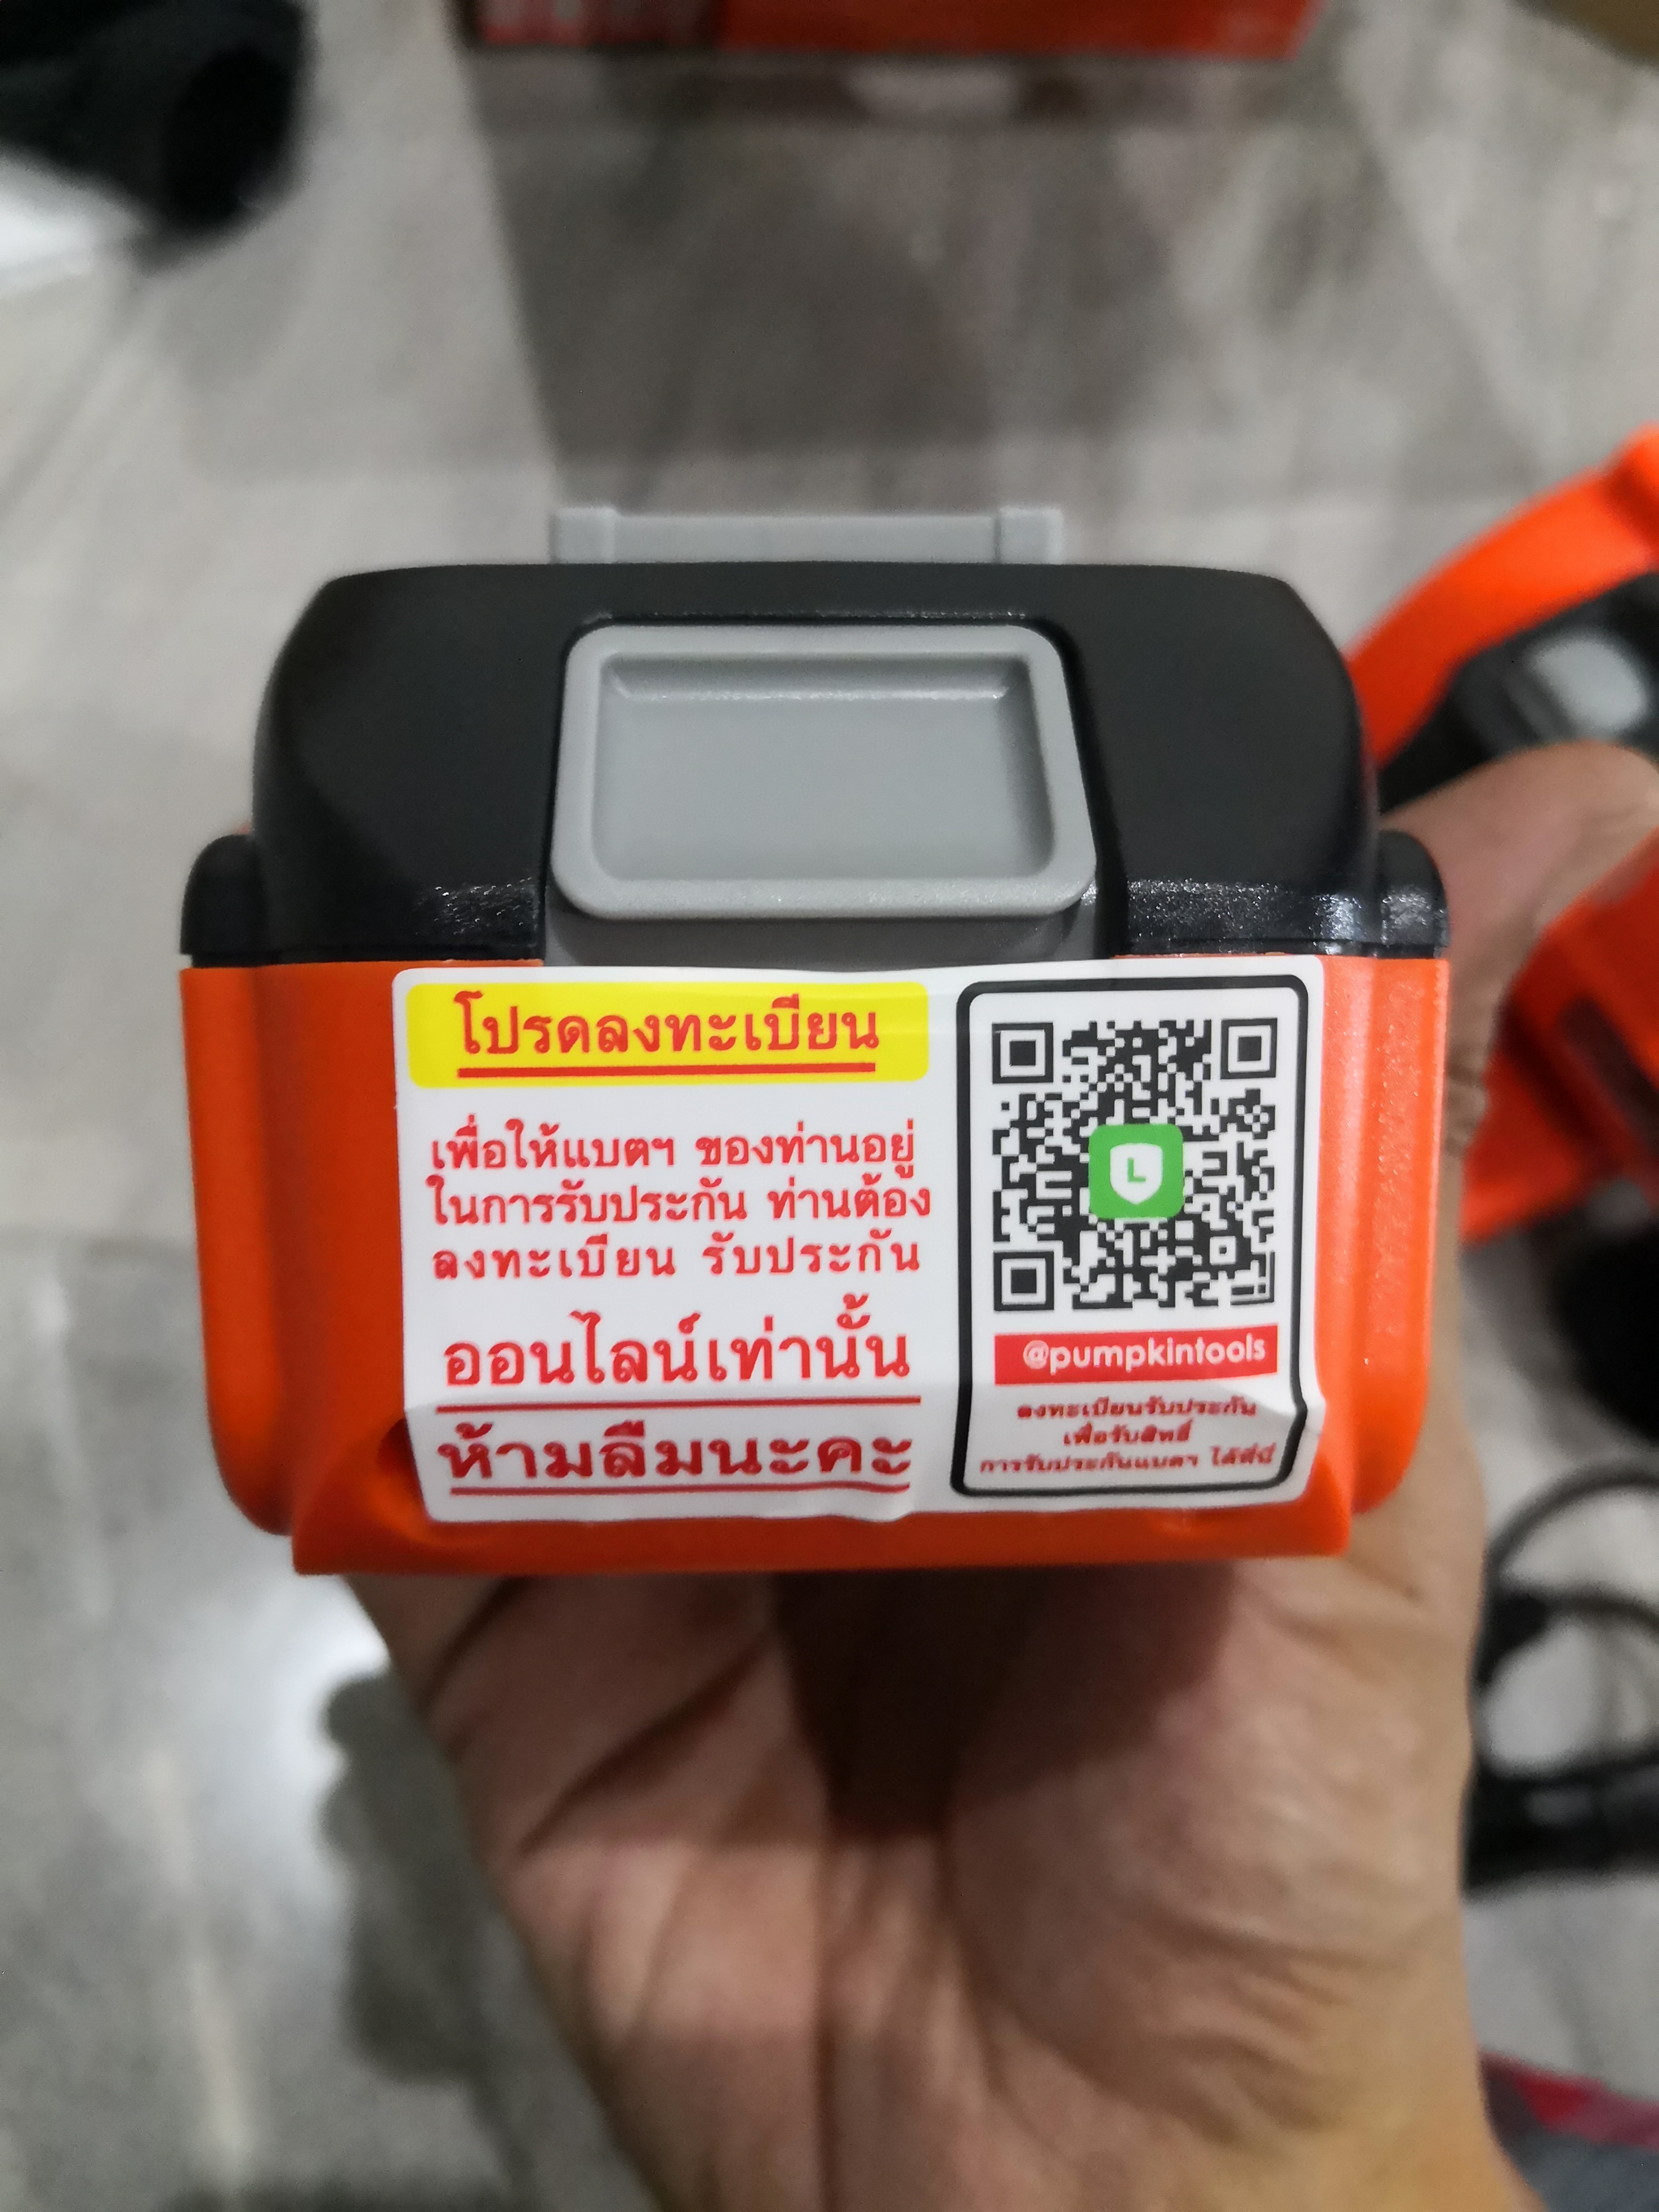 โปรดลงทะเบียน
เพื่อให้แบตฯ ของท่านอยู่
ในการรับประกัน ท่านต้อง
ลงทะเบียน รับประกัน
ออนไลน์เท่านั้น
ห้ามลืมนะคะ
L
@pumpkintools
ลงทะเบียนรับประกัน
เพื่อรับสิทธิ์
การรับประกันแบตฯ ได้ที่นี่